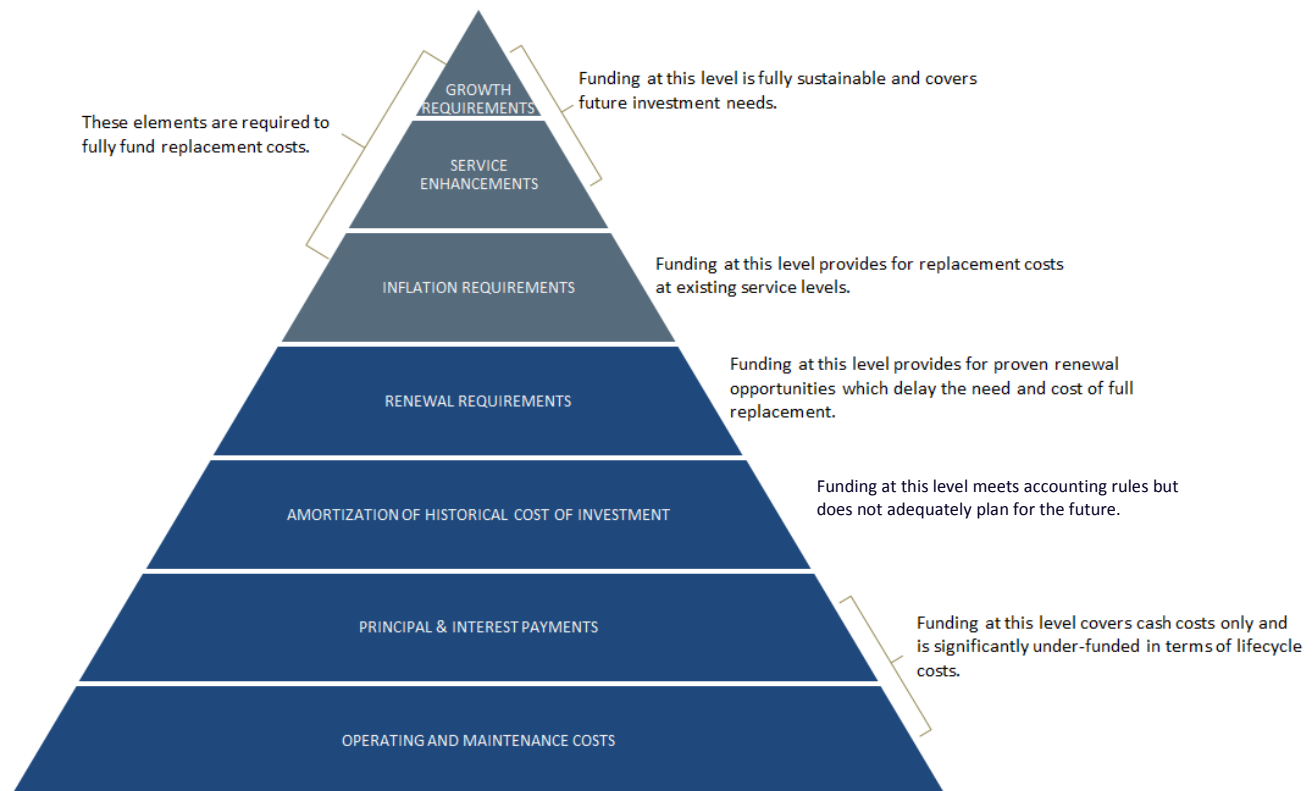 GROWTH
REQUIREMENTS
Funding at this level is fully sustainable and covers
future investment needs.
These elements are required to
fully fund replacement costs.
SERVICE
ENHANCEMENTS
INFLATION REQUIREMENTS
Funding at this level provides for replacement costs
at existing service levels.
RENEWAL REQUIREMENTS
Funding at this level provides for proven renewal
opportunities which delay the need and cost of full
replacement.
AMORTIZATION OF HISTORICAL COST OF INVESTMENT
Funding at this level meets accounting rules but
does not adequately plan for the future.
PRINCIPAL & INTEREST PAYMENTS
Funding at this level covers cash costs only and
is significantly under-funded in terms of lifecycle
costs.
OPERATING AND MAINTENANCE COSTS